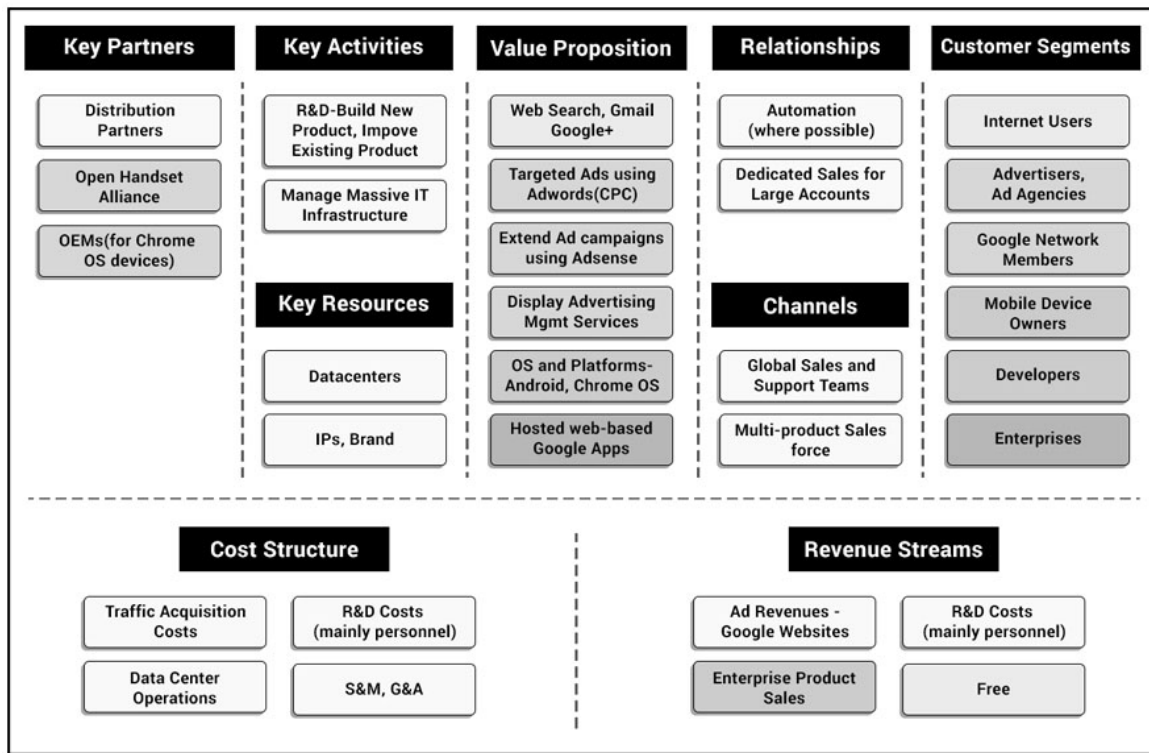 Key Partners
Distribution
Partners
Open Handset
Alliance
OEMs(for Chrome
OS devices)
Key Activities
R&D-Build New
Product, Impove
Existing Product
Manage Massive IT
Infrastructure
Key Resources
Datacenters
IPs, Brand
Value Proposition
Web Search, Gmail
Google+
Targeted Ads using
Adwords(CPC)
Extend Ad campaigns
using Adsense
Display Advertising
Mgmt Services
OS and Platforms-
Android, Chrome OS
Hosted web-based
Google Apps
Relationships
Automation
(where possible)
Dedicated Sales for
Large Accounts
Channels
Global Sales and
Support Teams
Multi-product Sales
force
Customer Segments
Internet Users
Advertisers,
Ad Agencies
Google Network
Members
Mobile Device
Owners
Developers
Enterprises
Cost Structure
Traffic Acquisition
Costs
R&D Costs
(mainly personnel)
Data Center
Operations
S&M, G&A
Revenue Streams
Ad Revenues -
Google Websites
R&D Costs
(mainly personnel)
Enterprise Product
Sales
Free